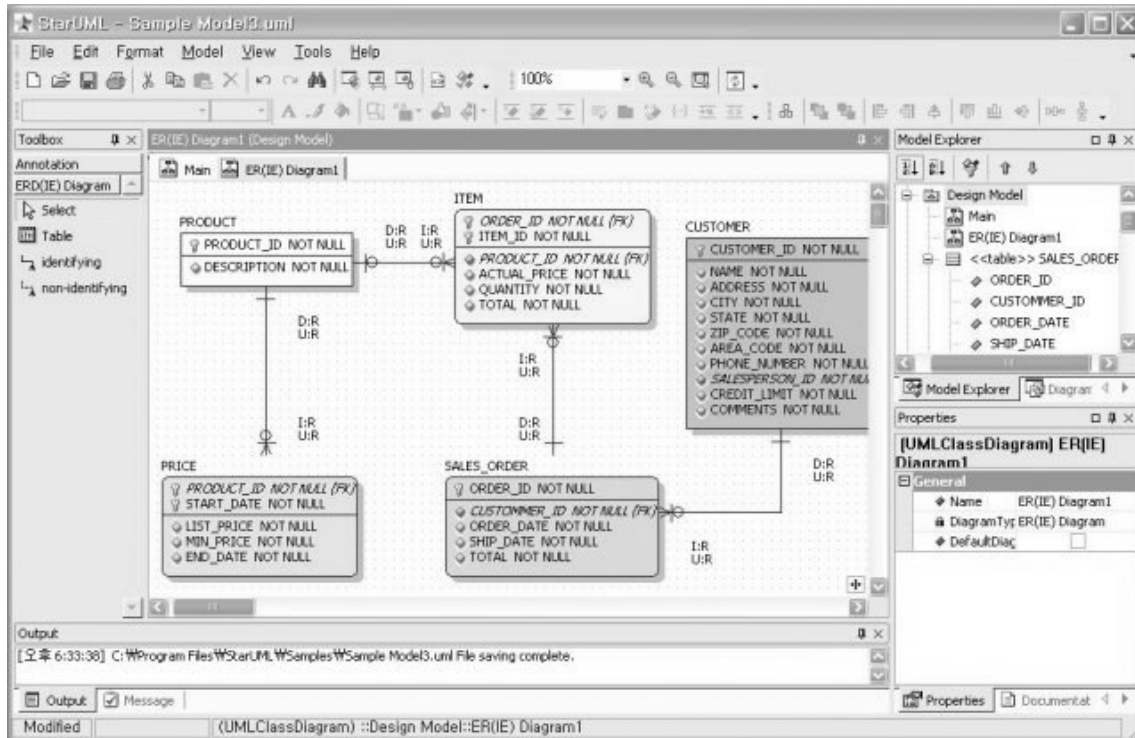 StarUML - Sample Model3.uml
File Edit Format Model View Tools Help
100%
Toolbox
Annotation
ERD(IE) Diagram
Select
Table
identifying
non-identifying
ER(IE) Diagram1 (Design Model)
Main ER(IE) Diagram1
PRODUCT
PRODUCT_ID NOT NULL
DESCRIPTION NOT NULL
D:R I:R
U:R U:R
ITEM
ORDER_ID NOT NULL (FK)
ITEM_ID NOT NULL
PRODUCT_ID NOT NULL (FK)
ACTUAL_PRICE NOT NULL
QUANTITY NOT NULL
TOTAL NOT NULL
CUSTOMER
CUSTOMER_ID NOT NULL
NAME NOT NULL
ADDRESS NOT NULL
CITY NOT NULL
STATE NOT NULL
ZIP_CODE NOT NULL
AREA_CODE NOT NULL
PHONE_NUMBER NOT NULL
SALESPERSON_ID NOT NUL
CREDIT_LIMIT NOT NULL
COMMENTS NOT NULL
D:R
U:R
I:R
U:R
I:R
U:R
D:R
U:R
PRICE
PRODUCT_ID NOT NULL (FK)
START_DATE NOT NULL
LIST_PRICE NOT NULL
MIN_PRICE NOT NULL
END_DATE NOT NULL
SALES_ORDER
ORDER_ID NOT NULL
CUSTOMMER_ID NOT NULL (FK)
ORDER_DATE NOT NULL
SHIP_DATE NOT NULL
TOTAL NOT NULL
D:R
U:R
I:R
U:R
Model Explorer
Design Model
Main
ER(IE) Diagram1
<<table>> SALES_ORDER
ORDER_ID
CUSTOMMER_ID
ORDER_DATE
SHIP_DATE
Model Explorer Diagram
Properties
(UMLClassDiagram) ER(IE)
Diagram1
General
Name ER(IE) Diagram1
DiagramTyp ER(IE) Diagram
DefaultDiag
Properties Documentat
Output
[오후 6:33:38] C:₩Program Files₩StarUML₩Samples₩Sample Model3.uml File saving complete.
Output Message
Modified (UMLClassDiagram) ::Design Model::ER(IE) Diagram1